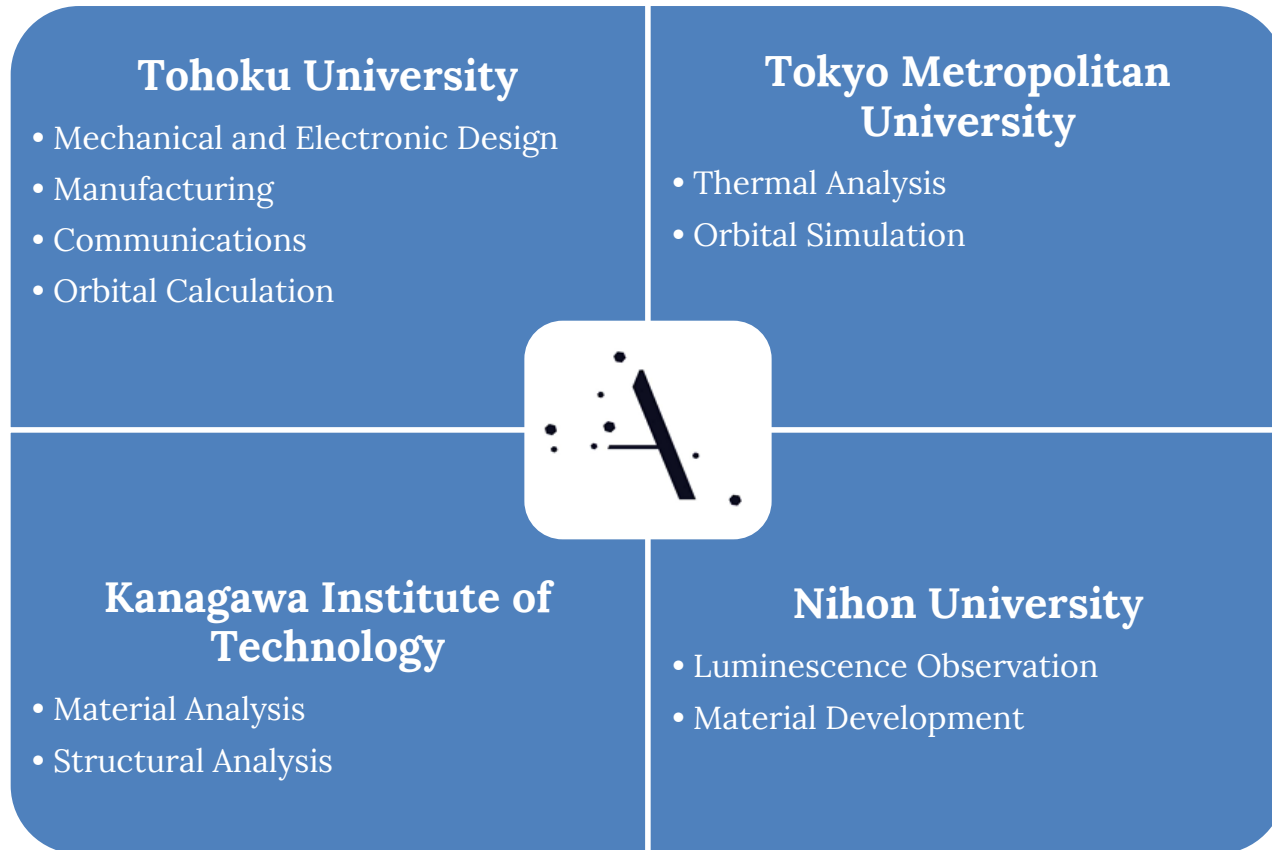 Tohoku University
• Mechanical and Electronic Design
• Manufacturing
• Communications
• Orbital Calculation
Tokyo Metropolitan
University
• Thermal Analysis
• Orbital Simulation
Kanagawa Institute of
Technology
• Material Analysis
• Structural Analysis
Nihon University
• Luminescence Observation
• Material Development